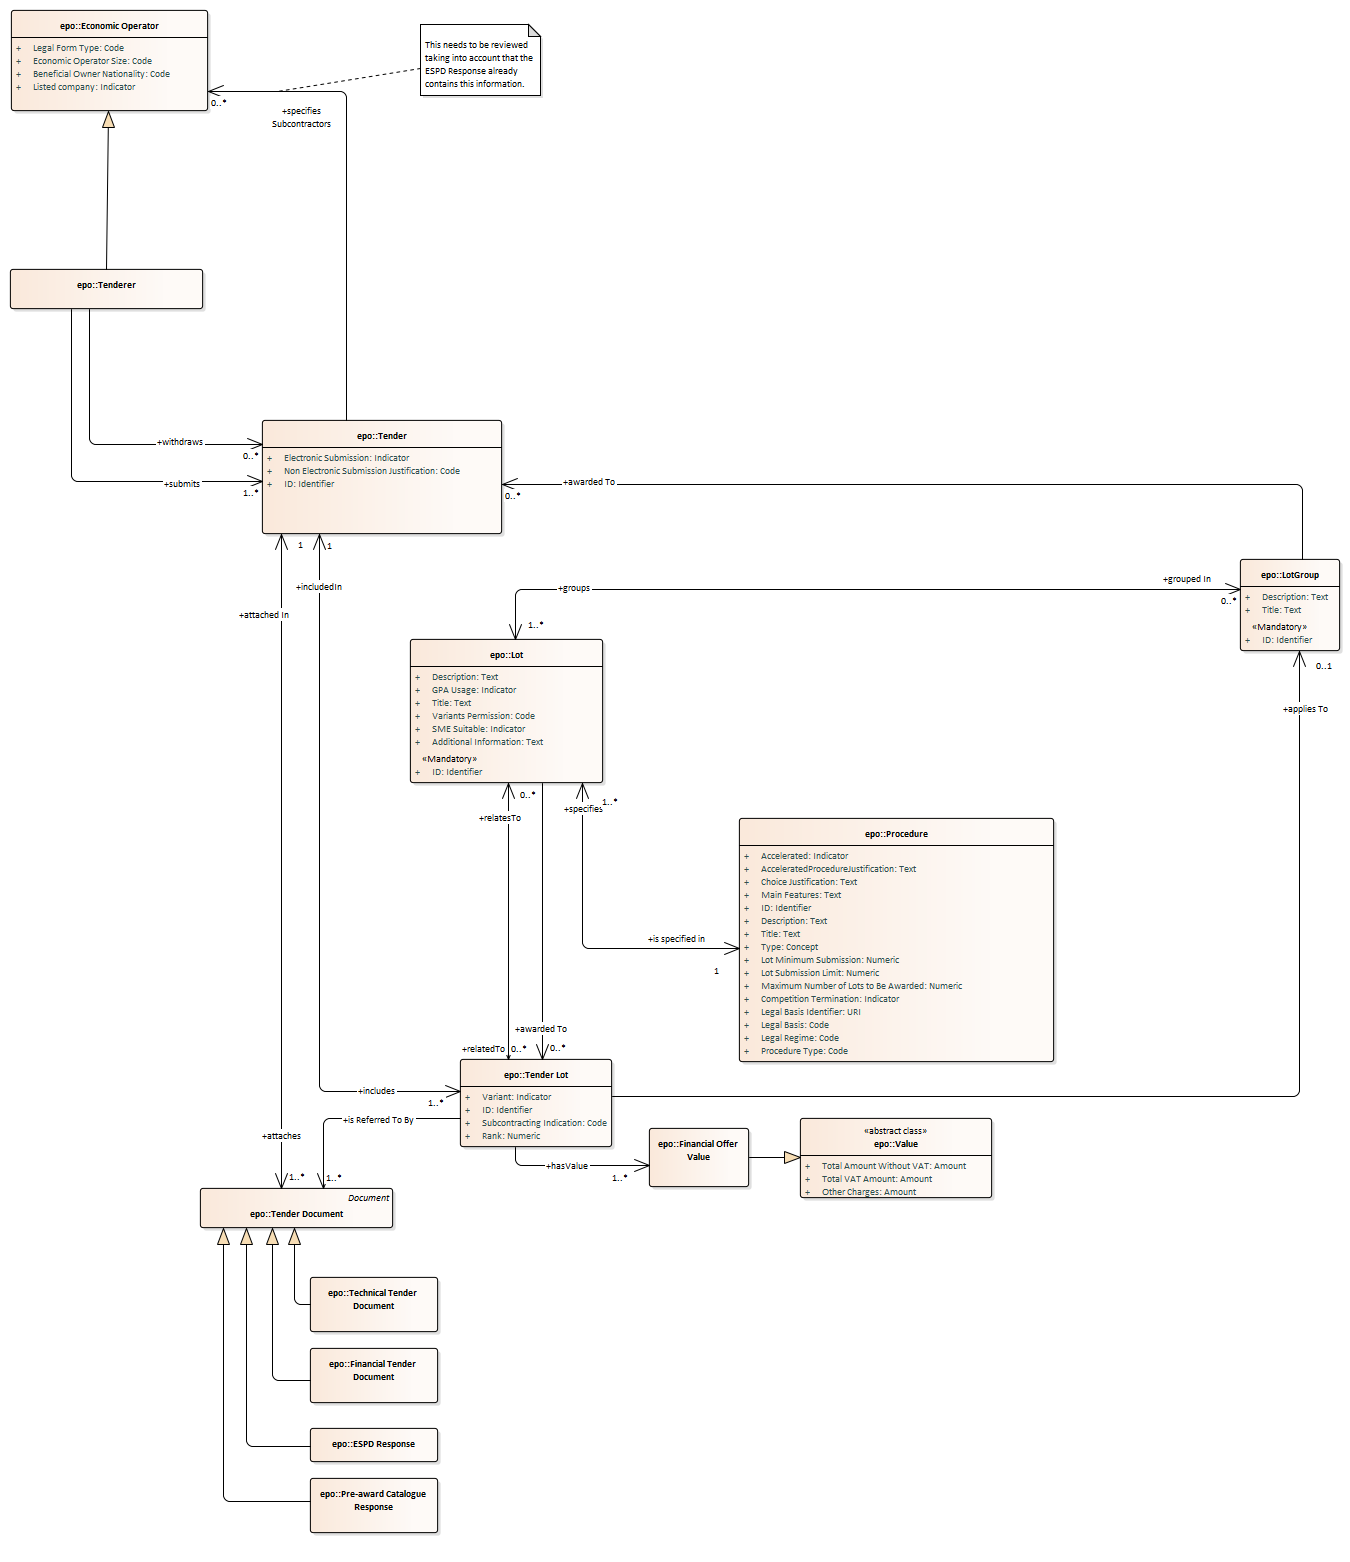 epo::Economic Operator
+ Legal Form Type: Code
+ Economic Operator Size: Code
+ Beneficial Owner Nationality: Code
+ Listed company: Indicator
This needs to be reviewed
taking into account that the
ESPD Response already
contains this information.
0..*
+specifies
Subcontractors
epo::Tenderer
+withdraws
0..*
+submits
1..*
epo::Tender
+ Electronic Submission: Indicator
+ Non Electronic Submission Justification: Code
+ ID: Identifier
+awarded To
0..*
1
1
+includedIn
+attached In
+groups
1..*
+grouped In
0..*
epo::LotGroup
+ Description: Text
+ Title: Text
«Mandatory»
+ ID: Identifier
0..1
+applies To
epo::Lot
+ Description: Text
+ GPA Usage: Indicator
+ Title: Text
+ Variants Permission: Code
+ SME Suitable: Indicator
+ Additional Information: Text
«Mandatory»
+ ID: Identifier
0..*
+relatesTo
+specifies
1..*
epo::Procedure
+ Accelerated: Indicator
+ AcceleratedProcedureJustification: Text
+ Choice Justification: Text
+ Main Features: Text
+ ID: Identifier
+ Description: Text
+ Title: Text
+ Type: Concept
+ Lot Minimum Submission: Numeric
+ Lot Submission Limit: Numeric
+ Maximum Number of Lots to Be Awarded: Numeric
+ Competition Termination: Indicator
+ Legal Basis Identifier: URI
+ Legal Basis: Code
+ Legal Regime: Code
+ Procedure Type: Code
+is specified in
1
+awarded To
0..*
+relatedTo
0..*
epo::Tender Lot
+ Variant: Indicator
+ ID: Identifier
+ Subcontracting Indication: Code
+ Rank: Numeric
+includes
1..*
+is Referred To By
1..*
+attaches
1..*
+hasValue
1..*
epo::Financial Offer
Value
«abstract class»
epo::Value
+ Total Amount Without VAT: Amount
+ Total VAT Amount: Amount
+ Other Charges: Amount
Document
epo::Tender Document
epo::Technical Tender
Document
epo::Financial Tender
Document
epo::ESPD Response
epo::Pre-award Catalogue
Response